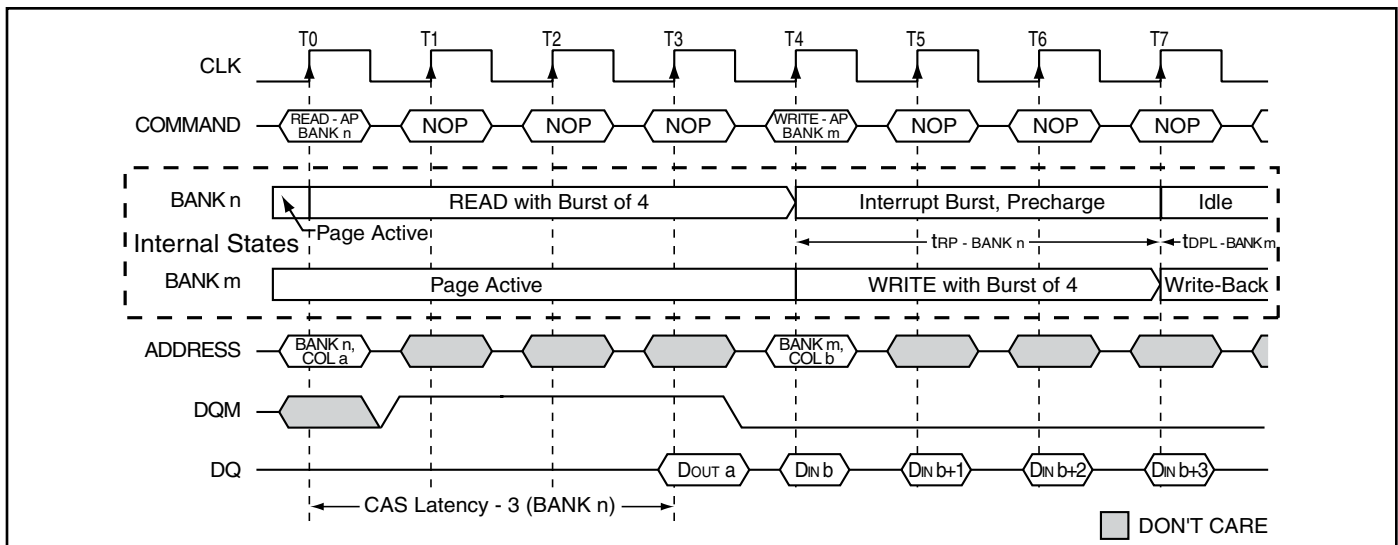 T0 T1 T2 T3 T4 T5 T6 T7
CLK
COMMAND READ - AP BANK n NOP NOP NOP WRITE - AP BANK m NOP NOP NOP
BANK n READ with Burst of 4 Interrupt Burst, Precharge Idle
Internal States Page Active tRP - BANK n tDPL - BANK m
BANK m Page Active WRITE with Burst of 4 Write-Back
ADDRESS BANK n, COL a BANK m, COL b
DQM
DQ DOUT a DIN b DIN b+1 DIN b+2 DIN b+3
CAS Latency - 3 (BANK n)
DON'T CARE